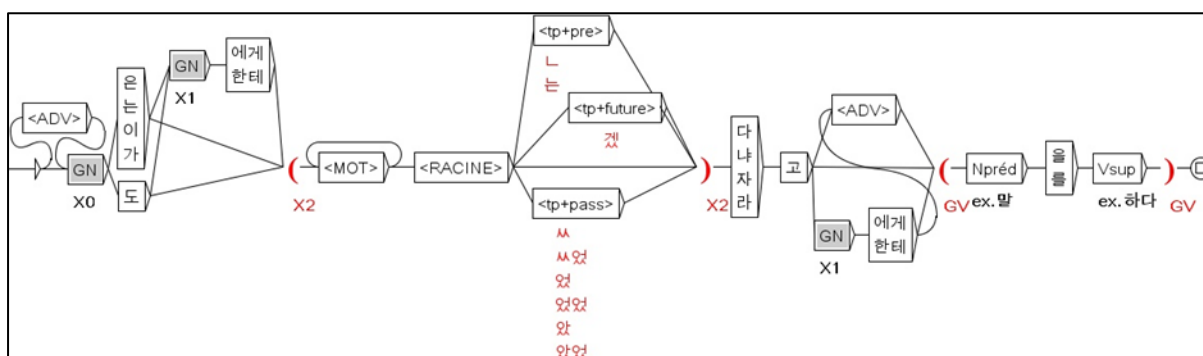 <ADV>
GN
X0
은
는
이
가
도
GN
X1
에게
한테
(
X2
<MOT>
<RACINE>
<tp+pre>
ㄴ
는
<tp+future>
겠
<tp+pass>
ㅆ
ㅆ었
었
었었
았
았었
)
X2
다
냐
자
라
고
<ADV>
GN
X1
에게
한테
(
GV
Npréd
ex.말
을
를
Vsup
ex.하다
)
GV